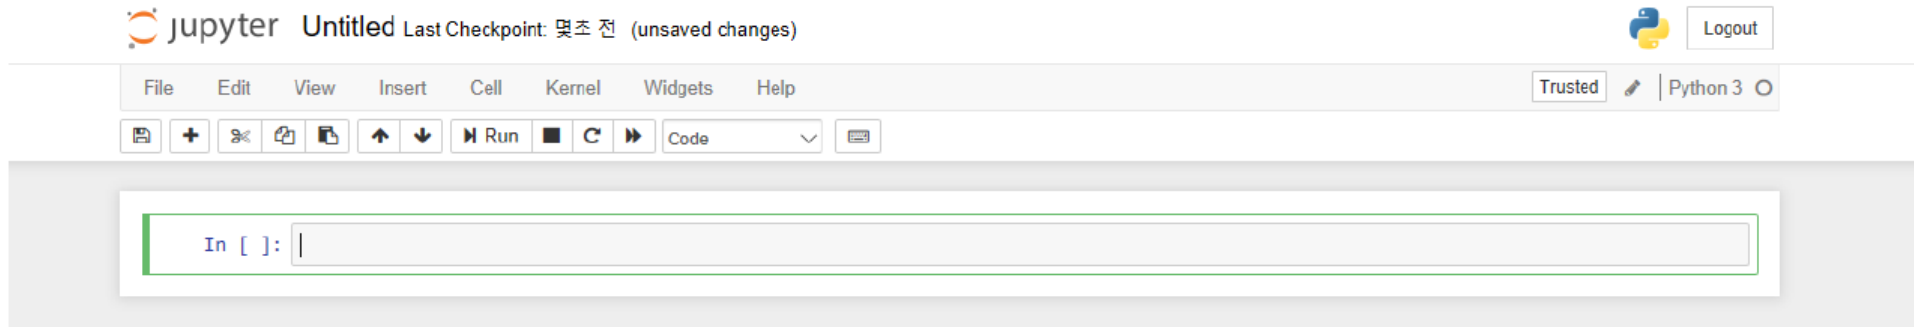 jupyter Untitled Last Checkpoint: 몇초 전 (unsaved changes) Logout
File Edit View Insert Cell Kernel Widgets Help Trusted Python 3
Run Code
In [ ]: